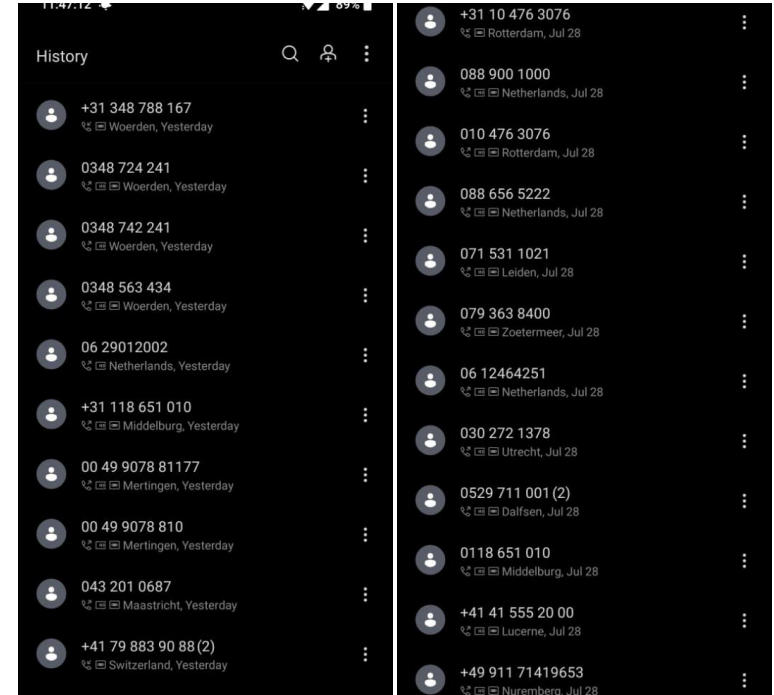 11:47:12
89%
History
+31 348 788 167
Woerden, Yesterday
0348 724 241
Woerden, Yesterday
0348 742 241
Woerden, Yesterday
0348 563 434
Woerden, Yesterday
06 29012002
Netherlands, Yesterday
+31 118 651 010
Middelburg, Yesterday
00 49 9078 81177
Mertingen, Yesterday
00 49 9078 810
Mertingen, Yesterday
043 201 0687
Maastricht, Yesterday
+41 79 883 90 88 (2)
Switzerland, Yesterday
+31 10 476 3076
Rotterdam, Jul 28
088 900 1000
Netherlands, Jul 28
010 476 3076
Rotterdam, Jul 28
088 656 5222
Netherlands, Jul 28
071 531 1021
Leiden, Jul 28
079 363 8400
Zoetermeer, Jul 28
06 12464251
Netherlands, Jul 28
030 272 1378
Utrecht, Jul 28
0529 711 001 (2)
Dalfsen, Jul 28
0118 651 010
Middelburg, Jul 28
+41 41 555 20 00
Lucerne, Jul 28
+49 911 71419653
Nuremberg, Jul 28